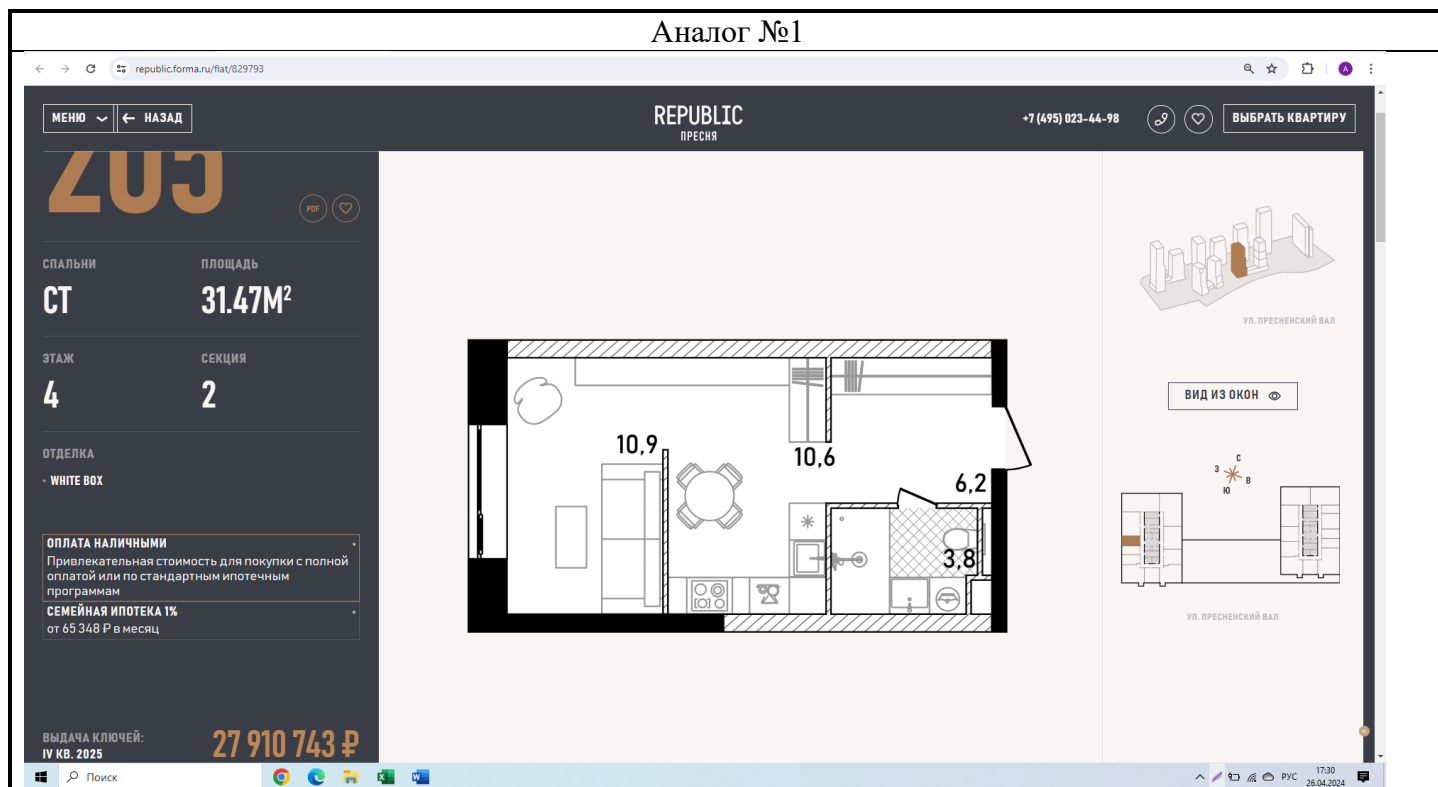 Аналог №1
republic.forma.ru/flat/829793
A
МЕНЮ
НАЗАД
REPUBLIC
ПРЕСНЯ
+7 (495) 023-44-98
ВЫБРАТЬ КВАРТИРУ
205
PDF
СПАЛЬНИ
ПЛОЩАДЬ
СТ
31.47М²
ЭТАЖ
СЕКЦИЯ
4
2
ОТДЕЛКА
WHITE BOX
ОПЛАТА НАЛИЧНЫМИ
Привлекательная стоимость для покупки с полной
оплатой или по стандартным ипотечным
программам
СЕМЕЙНАЯ ИПОТЕКА 1%
от 65 348 ₽ в месяц
ВЫДАЧА КЛЮЧЕЙ:
IV КВ. 2025
27 910 743 ₽
10,9
10,6
6,2
3,8
УЛ. ПРЕСНЕНСКИЙ ВАЛ
ВИД ИЗ ОКОН
С
З
В
Ю
УЛ. ПРЕСНЕНСКИЙ ВАЛ
Поиск
РУС
17:30
26.04.2024